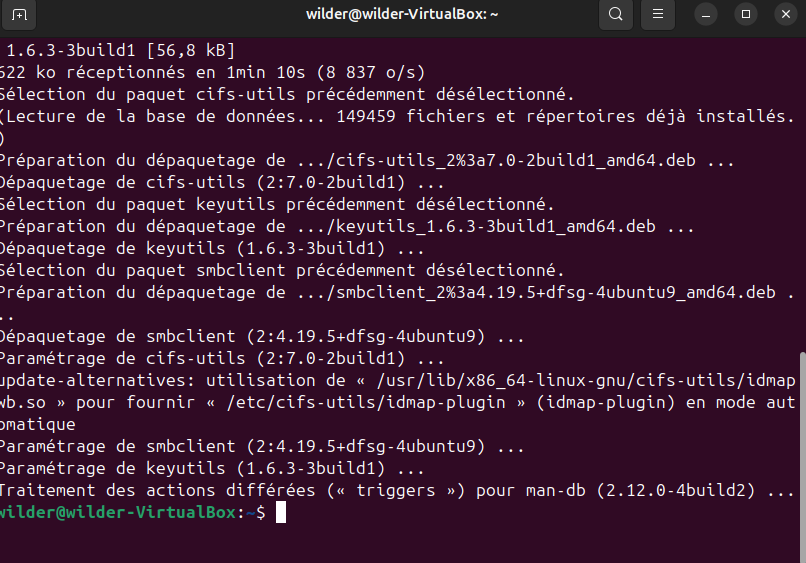 wilder@wilder-VirtualBox: ~
1.6.3-3build1 [56,8 kB]
622 ko réceptionnés en 1min 10s (8 837 o/s)
Sélection du paquet cifs-utils précédemment désélectionné.
(Lecture de la base de données... 149459 fichiers et répertoires déjà installés.
)
Préparation du dépaquetage de .../cifs-utils_2%3a7.0-2build1_amd64.deb ...
Dépaquetage de cifs-utils (2:7.0-2build1) ...
Sélection du paquet keyutils précédemment désélectionné.
Préparation du dépaquetage de .../keyutils_1.6.3-3build1_amd64.deb ...
Dépaquetage de keyutils (1.6.3-3build1) ...
Sélection du paquet smbclient précédemment désélectionné.
Préparation du dépaquetage de .../smbclient_2%3a4.19.5+dfsg-4ubuntu9_amd64.deb .
..
Dépaquetage de smbclient (2:4.19.5+dfsg-4ubuntu9) ...
Paramétrage de cifs-utils (2:7.0-2build1) ...
update-alternatives: utilisation de « /usr/lib/x86_64-linux-gnu/cifs-utils/idmap
wb.so » pour fournir « /etc/cifs-utils/idmap-plugin » (idmap-plugin) en mode aut
omatique
Paramétrage de smbclient (2:4.19.5+dfsg-4ubuntu9) ...
Paramétrage de keyutils (1.6.3-3build1) ...
Traitement des actions différées (« triggers ») pour man-db (2.12.0-4build2) ...
wilder@wilder-VirtualBox:~$